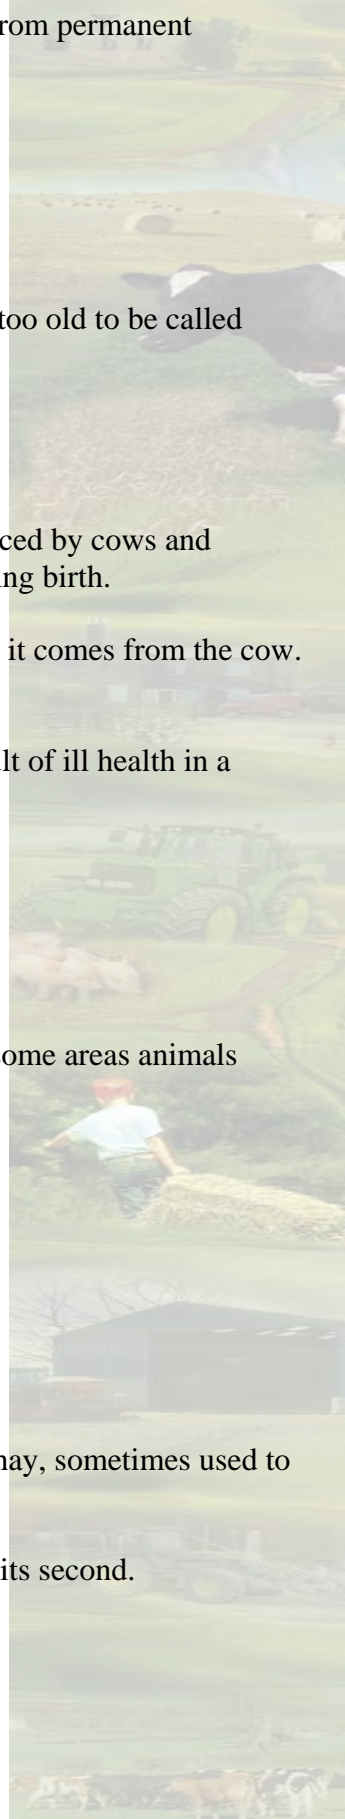 rom permanent
too old to be called
ced by cows and
ng birth.
it comes from the cow.
lt of ill health in a
ome areas animals
hay, sometimes used to
its second.